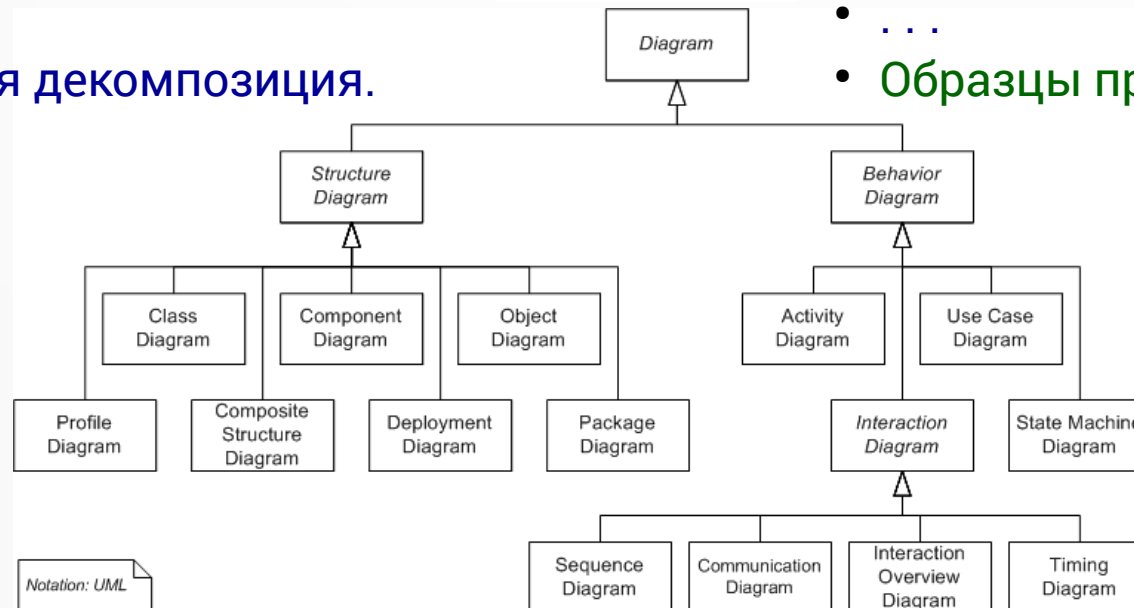 Diagram
. . .
я декомпозиция.
Образцы пр
Structure
Diagram
Behavior
Diagram
Class
Diagram
Component
Diagram
Object
Diagram
Activity
Diagram
Use Case
Diagram
Profile
Diagram
Composite
Structure
Diagram
Deployment
Diagram
Package
Diagram
Interaction
Diagram
State Machine
Diagram
Sequence
Diagram
Communication
Diagram
Interaction
Overview
Diagram
Timing
Diagram
Notation: UML